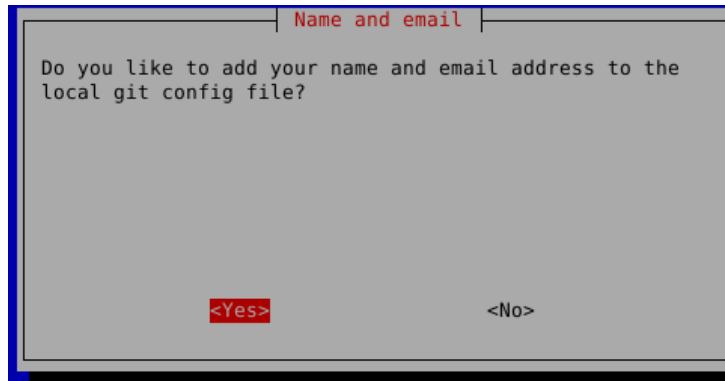 Name and email
Do you like to add your name and email address to the
local git config file?
<Yes> <No>